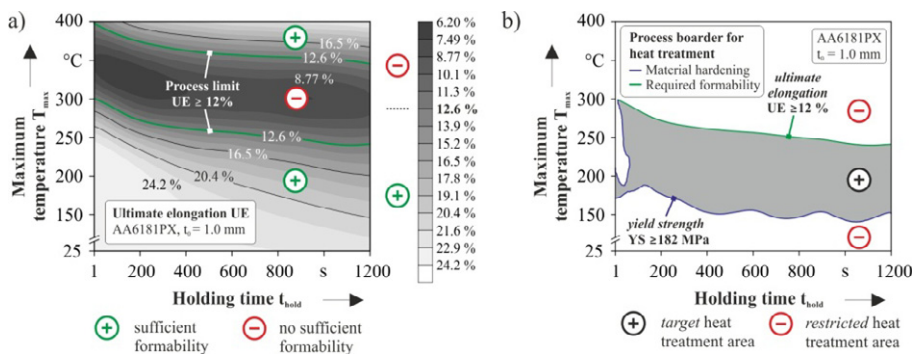 a)
Maximum
temperature Tmax
400
°C
300
250
200
150
25
1 200 400 600 800 s 1200
Holding time thold
16.5 %
12.6 %
8.77 %
Process limit
UE ≥ 12%
12.6 %
16.5 %
20.4 %
24.2 %
Ultimate elongation UE
AA6181PX, t₀ = 1.0 mm
6.20 %
7.49 %
8.77 %
10.1 %
11.3 %
12.6 %
13.9 %
15.2 %
16.5 %
17.8 %
19.1 %
20.4 %
21.6 %
22.9 %
24.2 %
sufficient
formability
no sufficient
formability
b)
Maximum
temperature Tmax
400
°C
300
250
200
150
25
1 200 400 600 800 s 1200
Holding time thold
Process boarder for
heat treatment
Material hardening
Required formability
AA6181PX
t₀ = 1.0 mm
ultimate
elongation
UE ≥12 %
yield strength
YS ≥182 MPa
target heat
treatment area
restricted heat
treatment area